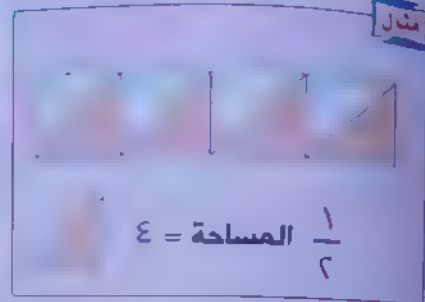 مثال
١/٢ المساحة = ٤